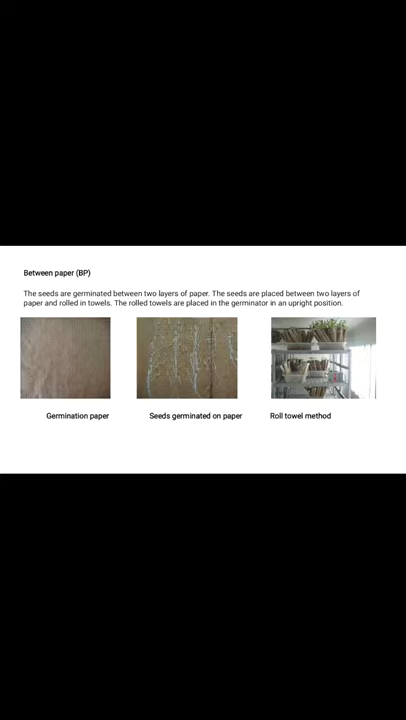 Between paper (BP)
The seeds are germinated between two layers of paper. The seeds are placed between two layers of
paper and rolled in towels. The rolled towels are placed in the germinator in an upright position.
Germination paper
Seeds germinated on paper
Roll towel method